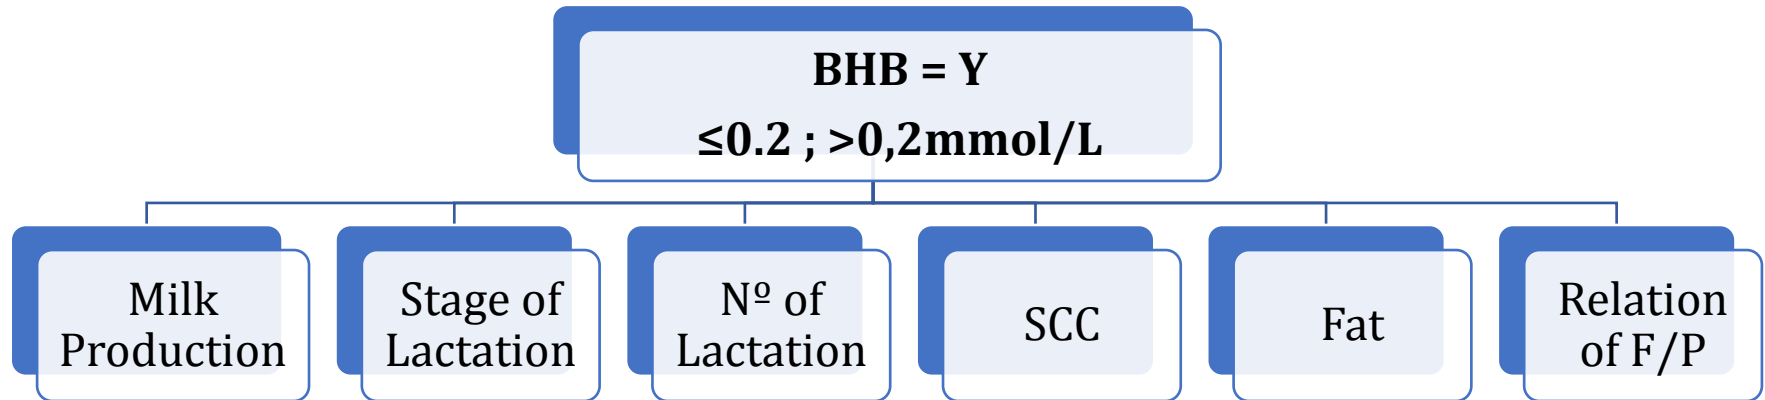 BHB = Y
≤0.2 ; >0,2mmol/L
Milk
Production
Stage of
Lactation
Nº of
Lactation
SCC
Fat
Relation
of F/P